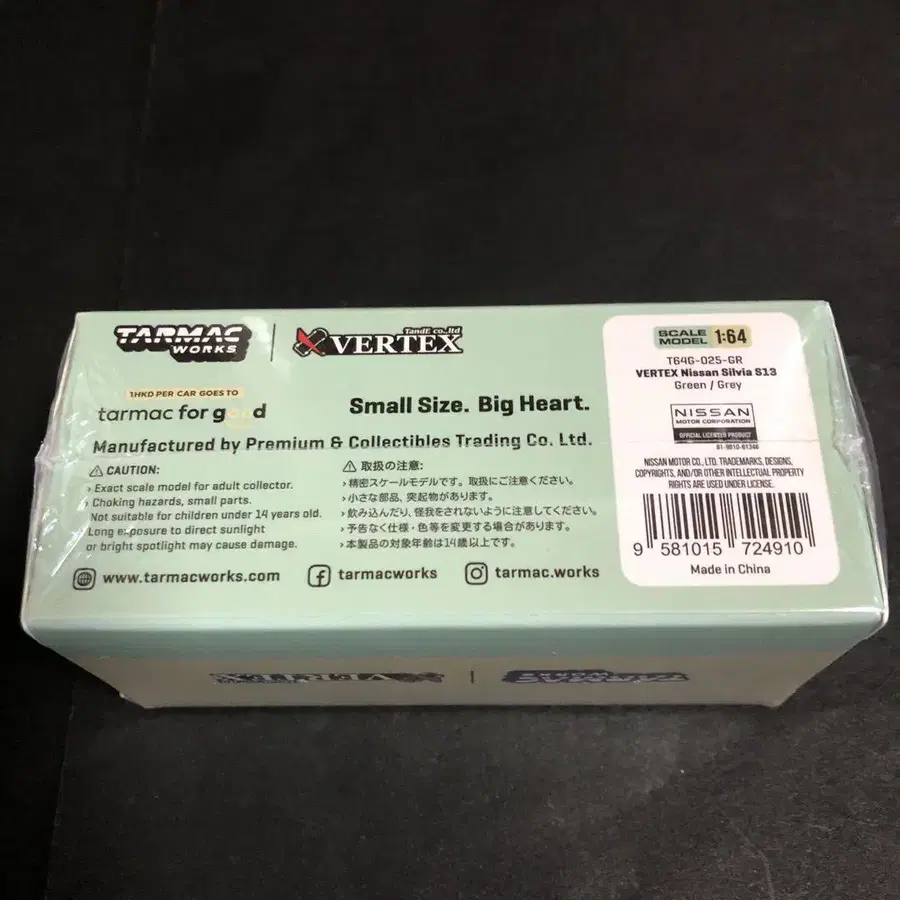 TARMAC
WORKS
TandE co.,ltd
VERTEX
1HKD PER CAR GOES TO
tarmac for good
Small Size. Big Heart.
Manufactured by Premium & Collectibles Trading Co. Ltd.
CAUTION:
› Exact scale model for adult collector.
› Choking hazards, small parts.
Not suitable for children under 14 years old.
Long exposure to direct sunlight
or bright spotlight may cause damage.
取扱の注意:
›精密スケールモデルです。取扱にご注意ください。
›小さな部品、突起物があります。
›飲み込んだり、怪我をされないように注意してください。
›予告なく仕様・色等を変更する場合があります。
›本製品の対象年齢は14歳以上です。
www.tarmacworks.com
tarmacworks
tarmac.works
SCALE MODEL 1:64
T64G-025-GR
VERTEX Nissan Silvia S13
Green / Grey
NISSAN
MOTOR CORPORATION
OFFICIAL LICENSED PRODUCT
NISSAN MOTOR CO., LTD. TRADEMARKS, DESIGNS,
COPYRIGHTS, AND/OR OTHER INTELLECTUAL PROPERTY
RIGHTS ARE USED UNDER LICENSE.
9 581015 724910
Made in China
VERTEX
TARMAC
WORKS